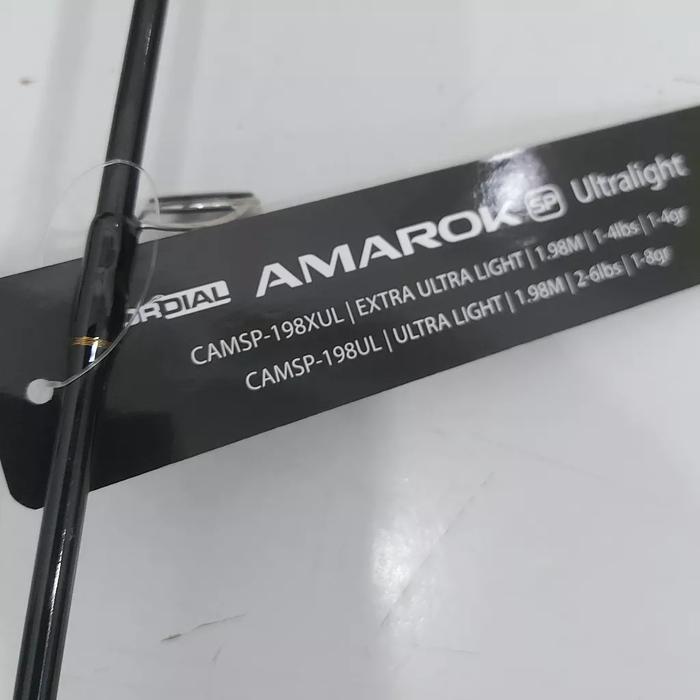 RDIAL AMAROK SP Ultralight
CAMSP-198XUL | EXTRA ULTRA LIGHT | 1.98M | 1-4lbs | 1-4gr
CAMSP-198UL | ULTRA LIGHT | 1.98M | 2-6lbs | 1-8gr